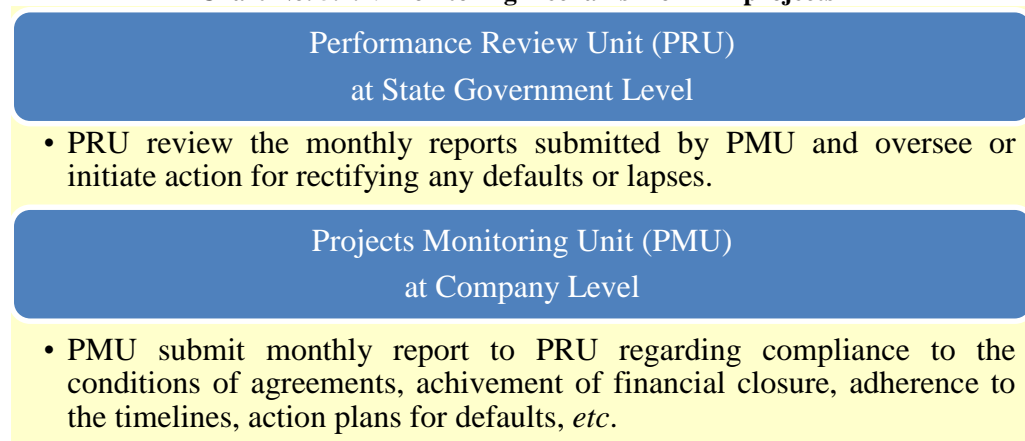 Performance Review Unit (PRU)
at State Government Level
• PRU review the monthly reports submitted by PMU and oversee or
initiate action for rectifying any defaults or lapses.
Projects Monitoring Unit (PMU)
at Company Level
• PMU submit monthly report to PRU regarding compliance to the
conditions of agreements, achivement of financial closure, adherence to
the timelines, action plans for defaults, etc.